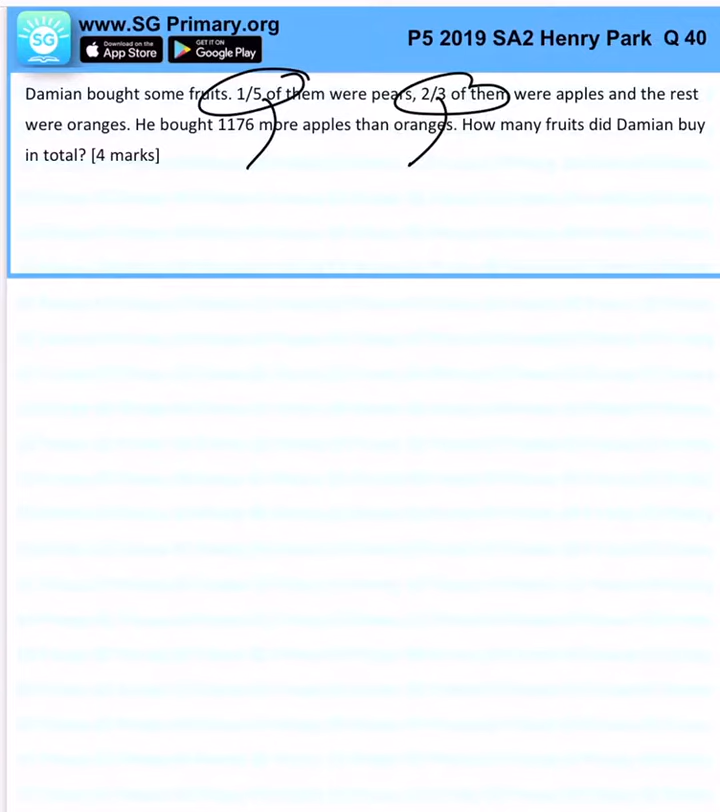 www.SG Primary.org
SG
Download on the
App Store
GET IT ON
Google Play
P5 2019 SA2 Henry Park Q 40
Damian bought some fruits. 1/5 of them were pears, 2/3 of them were apples and the rest
were oranges. He bought 1176 more apples than oranges. How many fruits did Damian buy
in total? [4 marks]